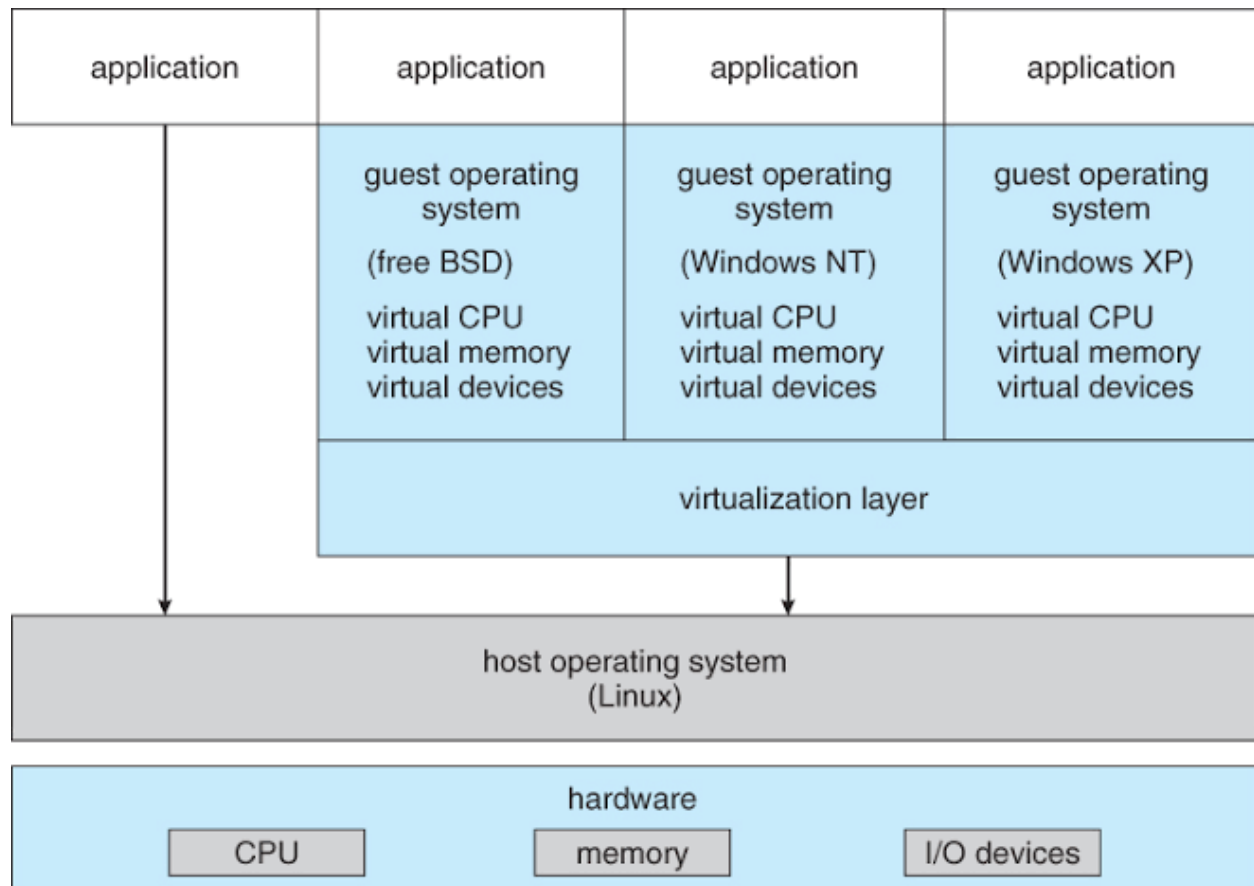 application
application
application
application
guest operating
system
(free BSD)
virtual CPU
virtual memory
virtual devices
guest operating
system
(Windows NT)
virtual CPU
virtual memory
virtual devices
guest operating
system
(Windows XP)
virtual CPU
virtual memory
virtual devices
virtualization layer
host operating system
(Linux)
hardware
CPU
memory
I/O devices